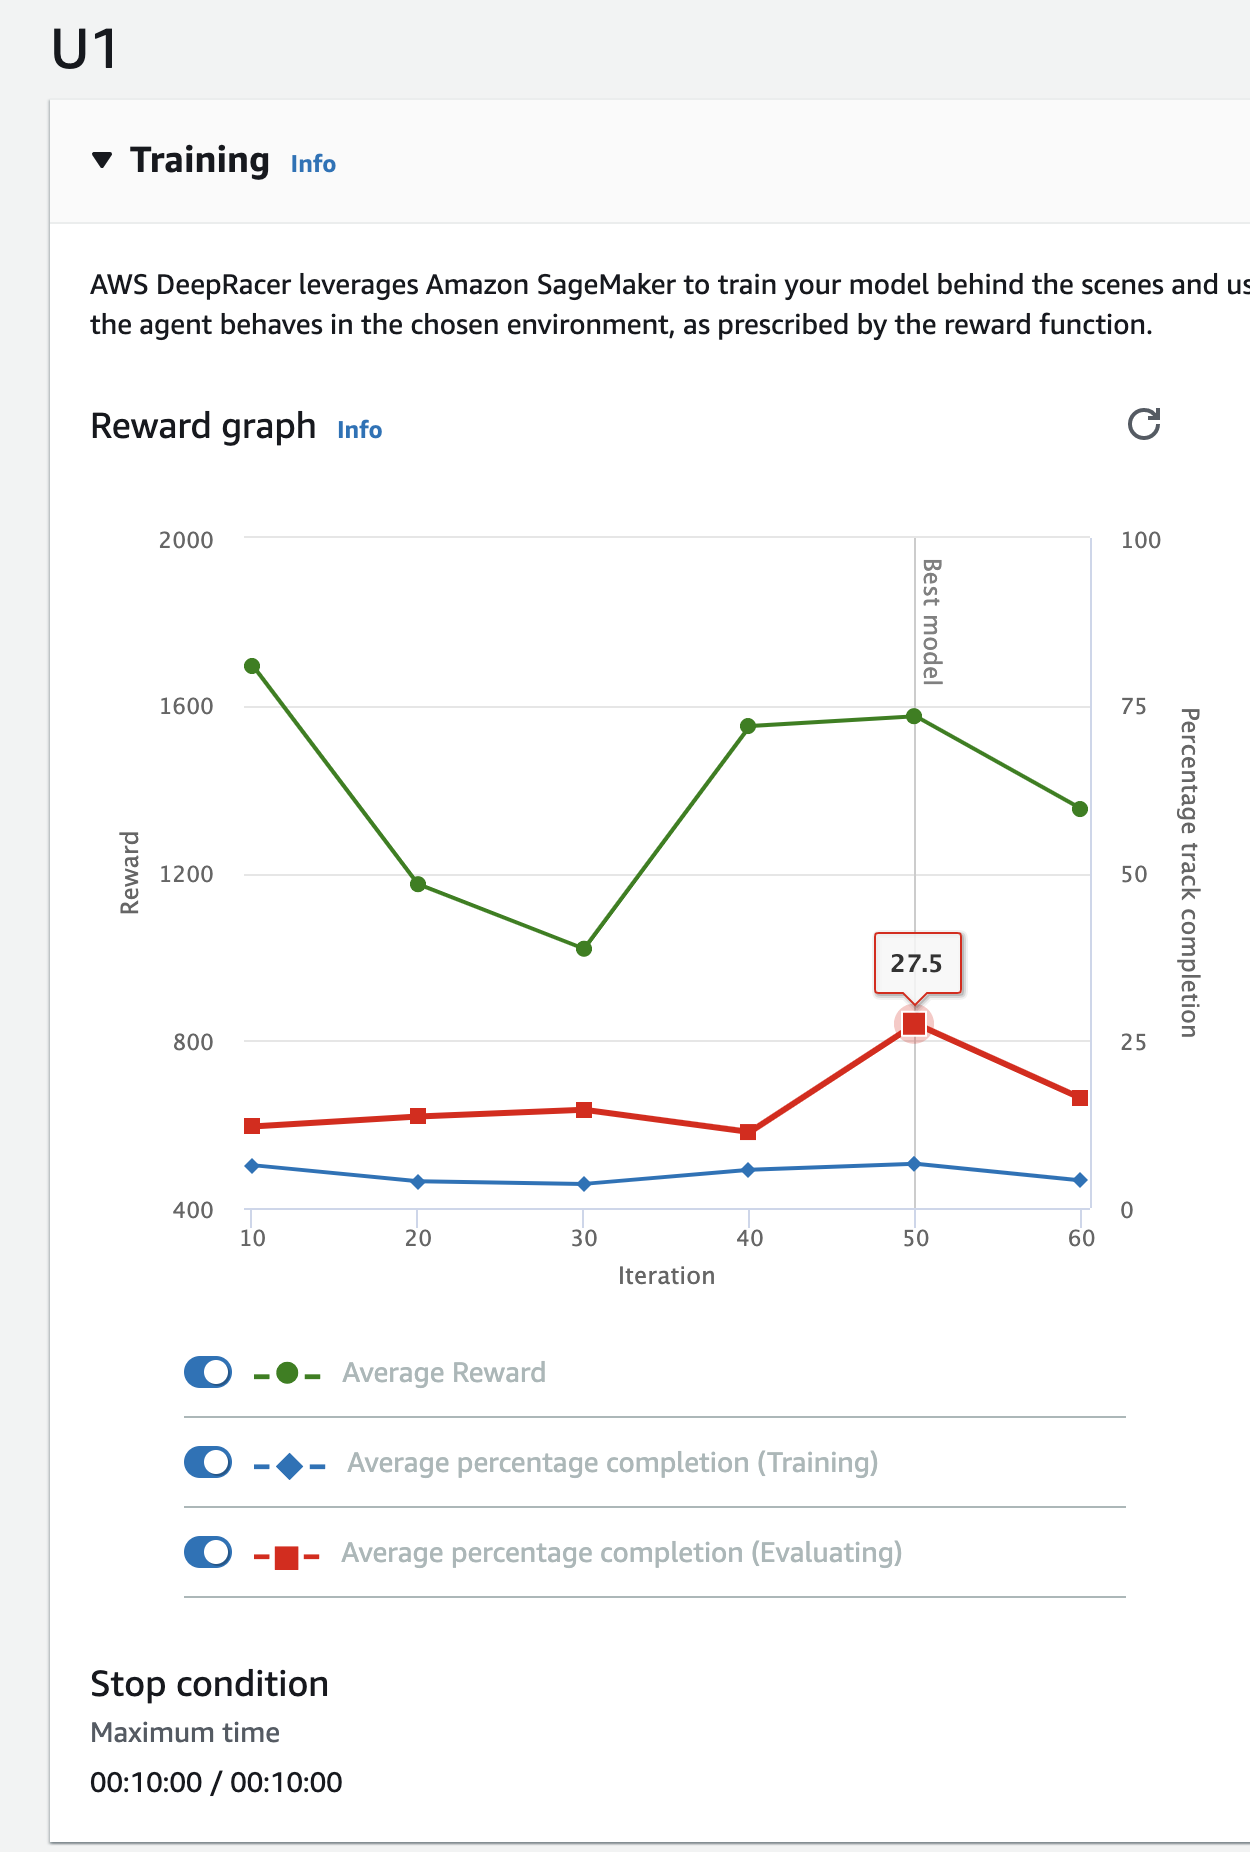 U1
Training Info
AWS DeepRacer leverages Amazon SageMaker to train your model behind the scenes and
the agent behaves in the chosen environment, as prescribed by the reward function.
Reward graph Info
2000
1600
1200
800
400
Reward
100
75
50
25
0
Percentage track completion
Best model
27.5
10 20 30 40 50 60
Iteration
Average Reward
Average percentage completion (Training)
Average percentage completion (Evaluating)
Stop condition
Maximum time
00:10:00 / 00:10:00